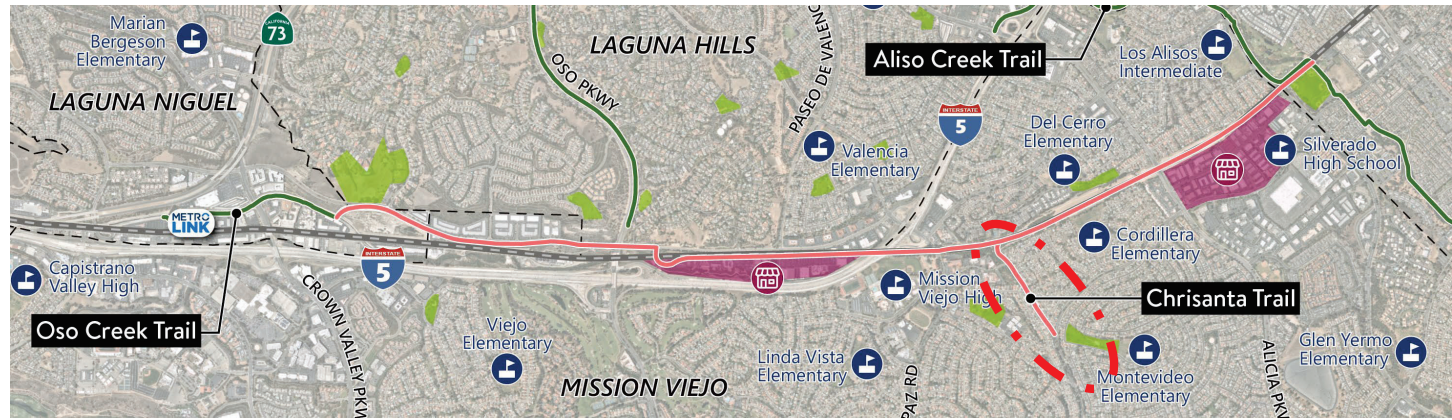 Marian
Bergeson
Elementary
CALIFORNIA
73
LAGUNA HILLS
PASEO DE VALENC
Aliso Creek Trail
Los Alisos
Intermediate
LAGUNA NIGUEL
OSO PKWY
INTERSTATE
5
Del Cerro
Elementary
Valencia
Elementary
Silverado
High School
METRO
LINK
INTERSTATE
5
Cordillera
Elementary
Capistrano
Valley High
Mission
Viejo High
Chrisanta Trail
Oso Creek Trail
CROWN VALLEY PKW
Viejo
Elementary
Linda Vista
Elementary
MISSION VIEJO
PAZ RD
Montevideo
Elementary
ALICIA PKW
Glen Yermo
Elementary